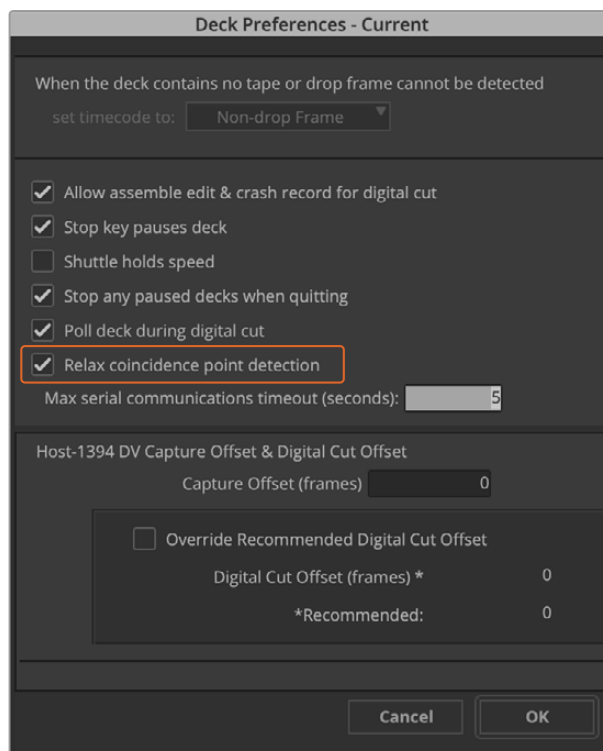 Deck Preferences - Current
When the deck contains no tape or drop frame cannot be detected
set timecode to: Non-drop Frame
Allow assemble edit & crash record for digital cut
Stop key pauses deck
Shuttle holds speed
Stop any paused decks when quitting
Poll deck during digital cut
Relax coincidence point detection
Max serial communications timeout (seconds): 5
Host-1394 DV Capture Offset & Digital Cut Offset
Capture Offset (frames) 0
Override Recommended Digital Cut Offset
Digital Cut Offset (frames) * 0
*Recommended: 0
Cancel OK